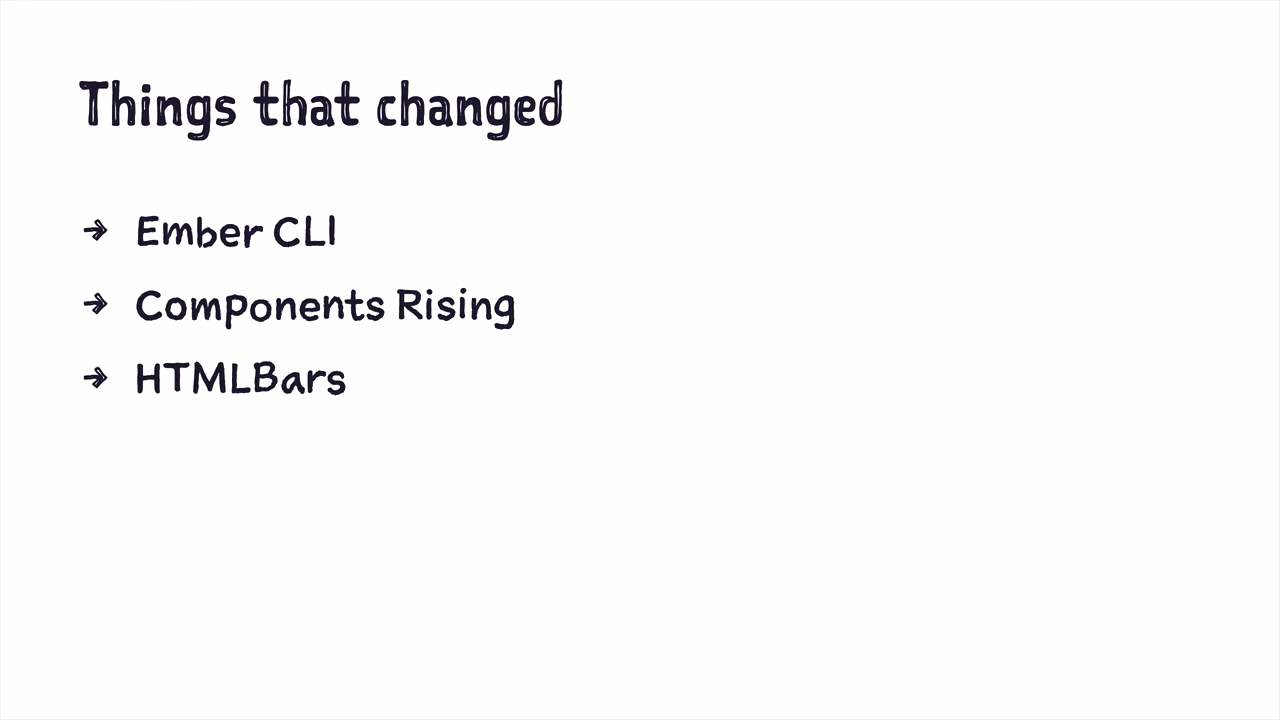 Things that changed
→ Ember CLI
→ Components Rising
→ HTMLBars